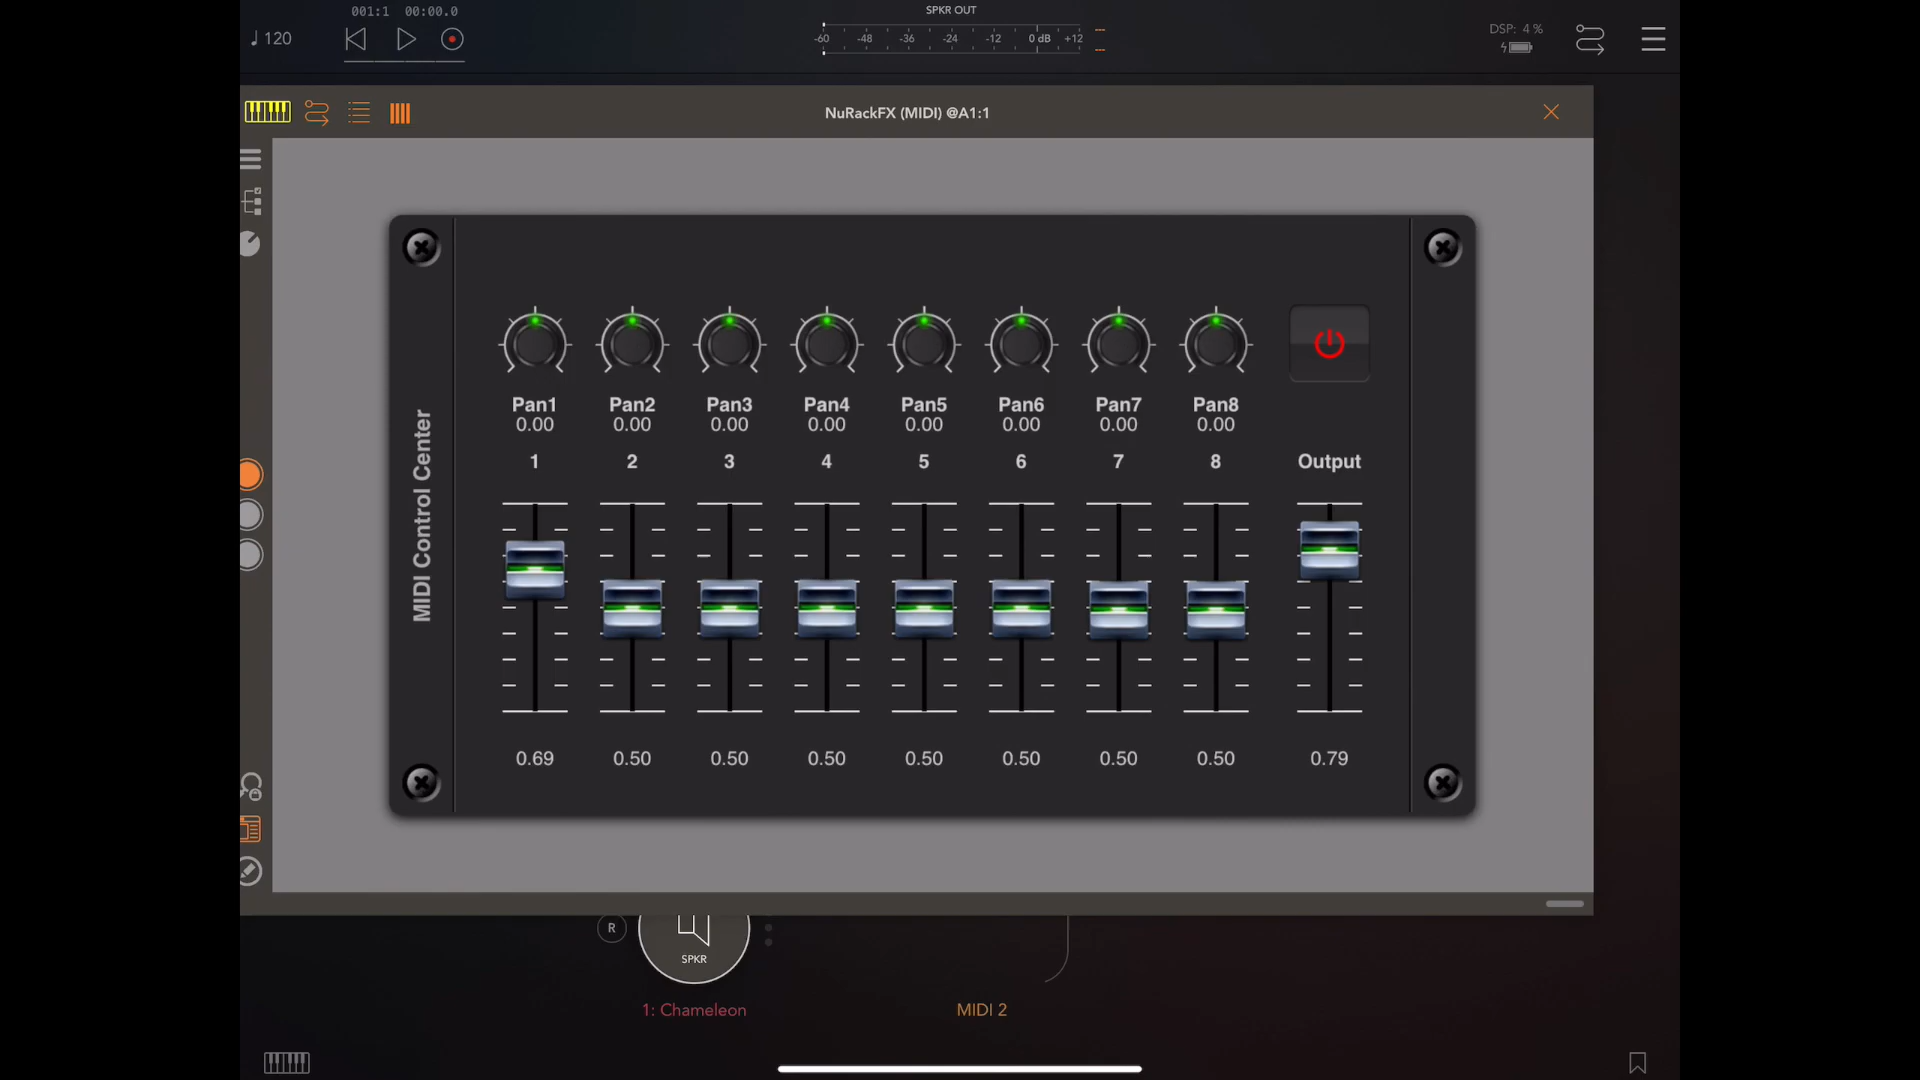 001:1 00:00.0
♩ 120
SPKR OUT
-60 -48 -36 -24 -12 0 dB +12
DSP: 4 %
NuRackFX (MIDI) @A1:1
MIDI Control Center
Pan1 Pan2 Pan3 Pan4 Pan5 Pan6 Pan7 Pan8
0.00 0.00 0.00 0.00 0.00 0.00 0.00 0.00
1 2 3 4 5 6 7 8 Output
0.69 0.50 0.50 0.50 0.50 0.50 0.50 0.50 0.79
R
SPKR
1: Chameleon
MIDI 2